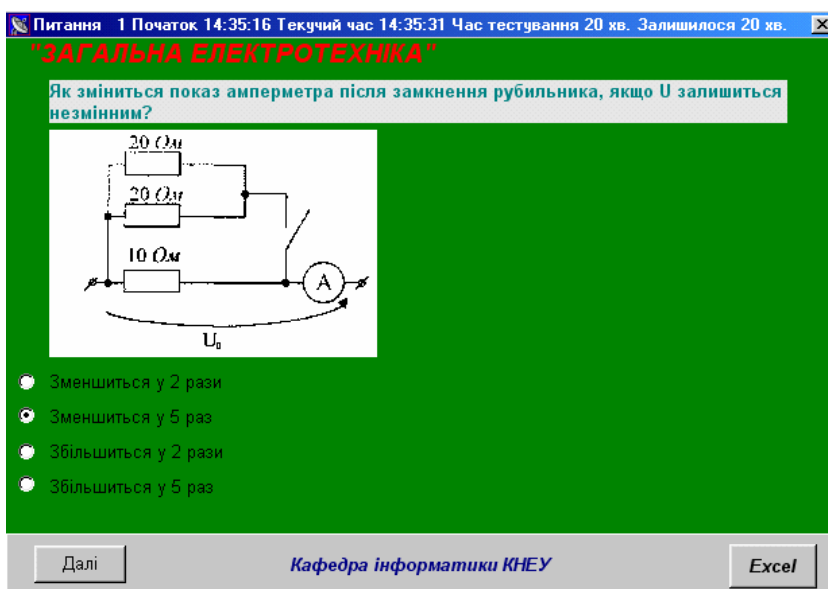 Питання 1 Початок 14:35:16 Текучий час 14:35:31 Час тестування 20 хв. Залишилося 20 хв.
"ЗАГАЛЬНА ЕЛЕКТРОТЕХНІКА"
Як зміниться показ амперметра після замкнення рубильника, якщо U залишиться
незмінним?
20 Ом
20 Ом
10 Ом
A
U₀
Зменшиться у 2 рази
Зменшиться у 5 раз
Збільшиться у 2 рази
Збільшиться у 5 раз
Далі
Кафедра інформатики КНЕУ
Excel